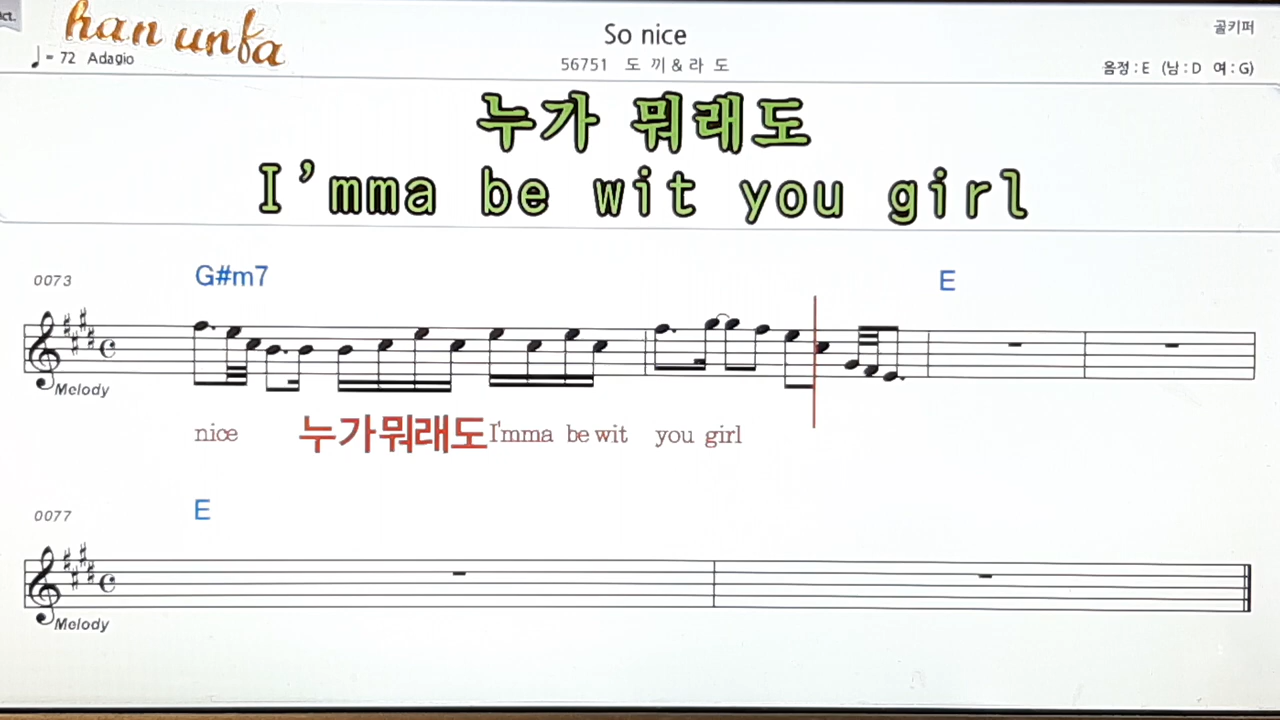 ct.
han unfa
So nice
골키퍼
♩= 72 Adagio
56751 도 끼 & 라 도
음정 : E (남 : D 여 : G)
누가 뭐래도
I'mma be wit you girl
0073
G#m7
E
Melody
nice 누가뭐래도 I'mma be wit you girl
0077
E
Melody